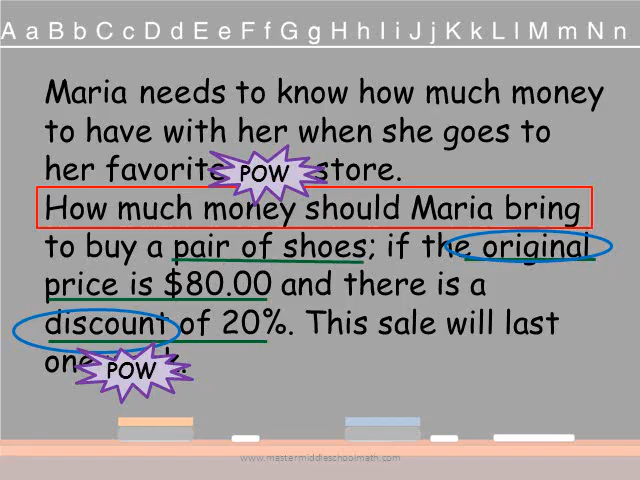 AaBbCcDdEeFfGgHhIiJjKkLlMmNn
Maria needs to know how much money
to have with her when she goes to
her favorite POW store.
How much money should Maria bring
to buy a pair of shoes; if the original
price is $80.00 and there is a
discount of 20%. This sale will last
one POW
www.mastermiddleschoolmath.com